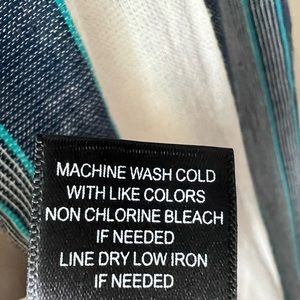 MACHINE WASH COLD
WITH LIKE COLORS
NON CHLORINE BLEACH
IF NEEDED
LINE DRY LOW IRON
IF NEEDED